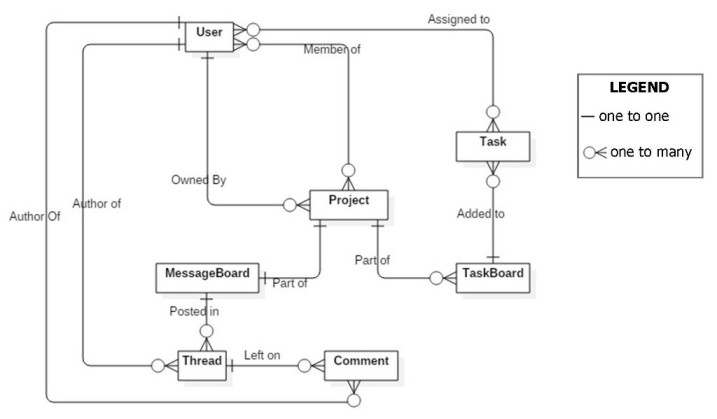 Assigned to
User
Member of
LEGEND
one to one
one to many
Task
Owned By
Project
Author Of
Author of
Added to
Part of
MessageBoard
Part of
TaskBoard
Posted in
Thread
Left on
Comment